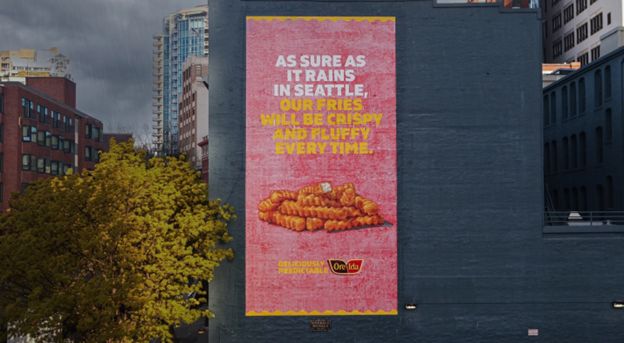 AS SURE AS
IT RAINS
IN SEATTLE,
OUR FRIES
WILL BE CRISPY
AND FLUFFY
EVERY TIME.
DELICIOUSLY
PREDICTABLE
Ore-Ida